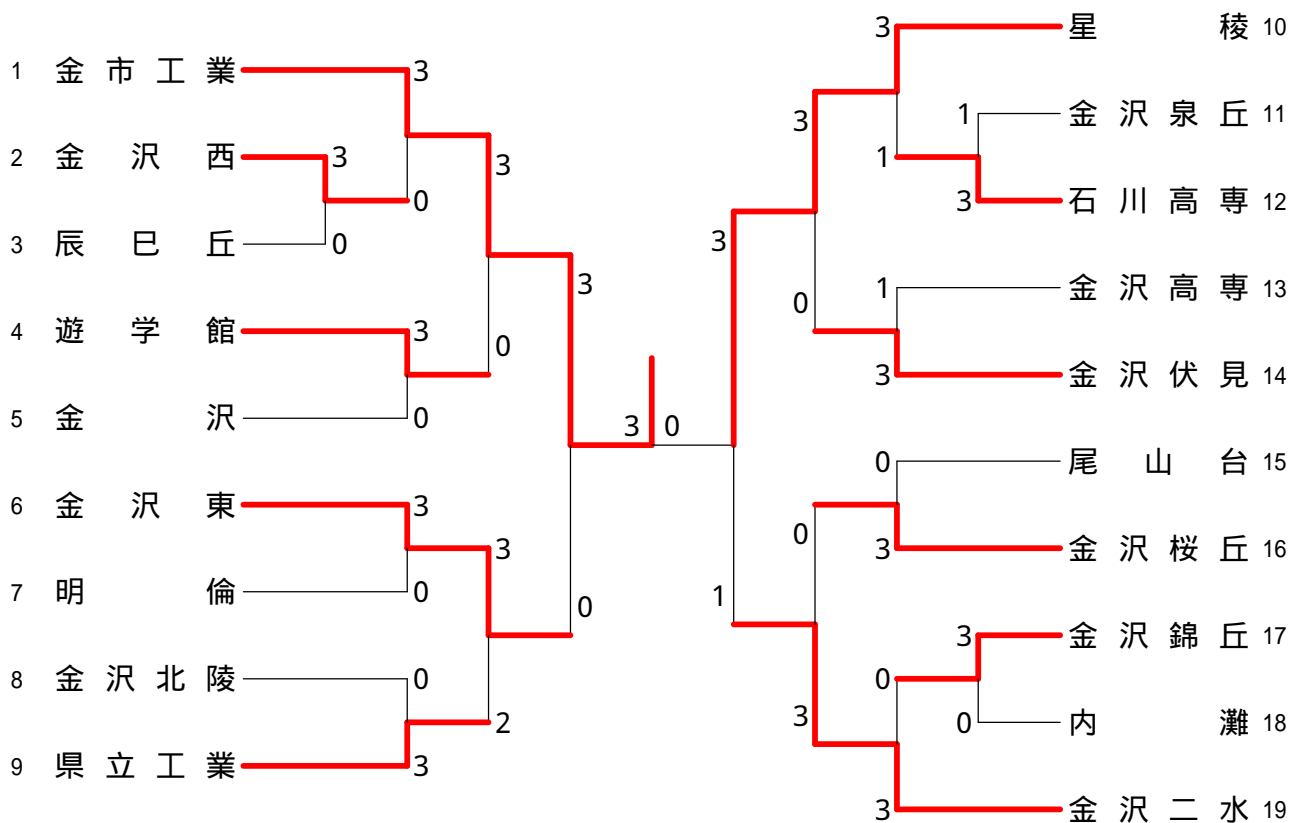 1 金市工業
2 金沢西
3 辰巳丘
4 遊学館
5 金沢
6 金沢東
7 明倫
8 金沢北陵
9 県立工業
3
3
0
0
3
0
3
0
0
3
3
0
3
2
3
0
3 0
星稜 10
金沢泉丘 11
石川高専 12
金沢高専 13
金沢伏見 14
尾山台 15
金沢桜丘 16
金沢錦丘 17
内灘 18
金沢二水 19
3
1
1
3
1
3
0
3
3
0
0
3
3
0
0
3
3
1